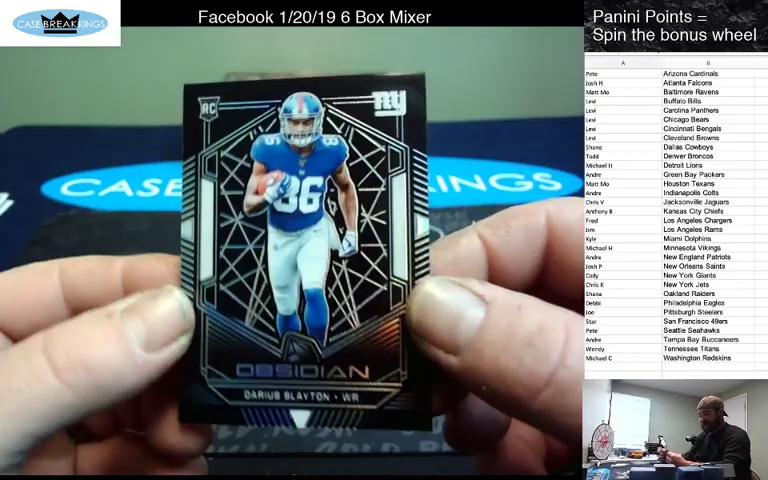 CASE BREAK KINGS
Facebook 1/20/19 6 Box Mixer
Panini Points =
Spin the bonus wheel
RC
ny
86
OBSIDIAN
DARIUS SLAYTON • WR
CASE
KINGS
A B
Pete Arizona Cardinals
Josh H Atlanta Falcons
Matt Mo Baltimore Ravens
Levi Buffalo Bills
Levi Carolina Panthers
Levi Chicago Bears
Levi Cincinnati Bengals
Levi Cleveland Browns
Shane Dallas Cowboys
Todd Denver Broncos
Michael H Detroit Lions
Andre Green Bay Packers
Matt Mo Houston Texans
Andre Indianapolis Colts
Chris V Jacksonville Jaguars
Anthony B Kansas City Chiefs
Fred Los Angeles Chargers
Jim Los Angeles Rams
Kyle Miami Dolphins
Michael H Minnesota Vikings
Andre New England Patriots
Josh P New Orleans Saints
Cody New York Giants
Chris K New York Jets
Shane Oakland Raiders
Debbi Philadelphia Eagles
Joe Pittsburgh Steelers
Star San Francisco 49ers
Pete Seattle Seahawks
Andre Tampa Bay Buccaneers
Wendy Tennessee Titans
Michael C Washington Redskins